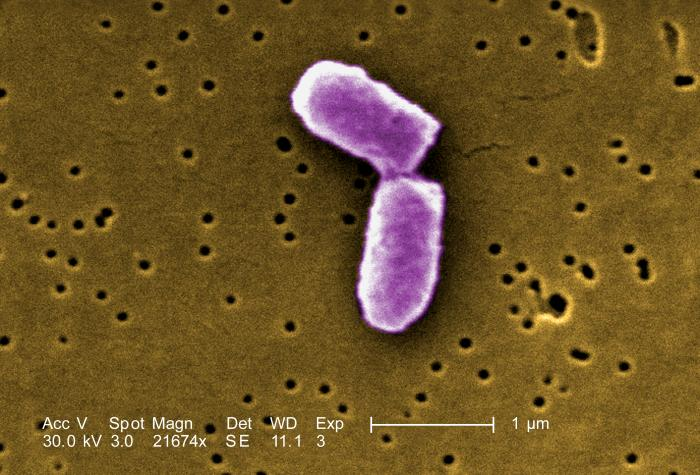 Acc V Spot Magn Det WD Exp 1 µm
30.0 kV 3.0 21674x SE 11.1 3